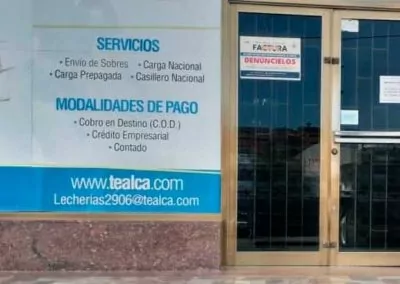 SERVICIOS
• Envío de Sobres • Carga Nacional
• Carga Prepagada • Casillero Nacional
MODALIDADES DE PAGO
• Cobro en Destino (C.O.D.)
• Crédito Empresarial
• Contado
www.tealca.com
Lecherias2906@tealca.com
FACTURA
DENÚNCIELOS